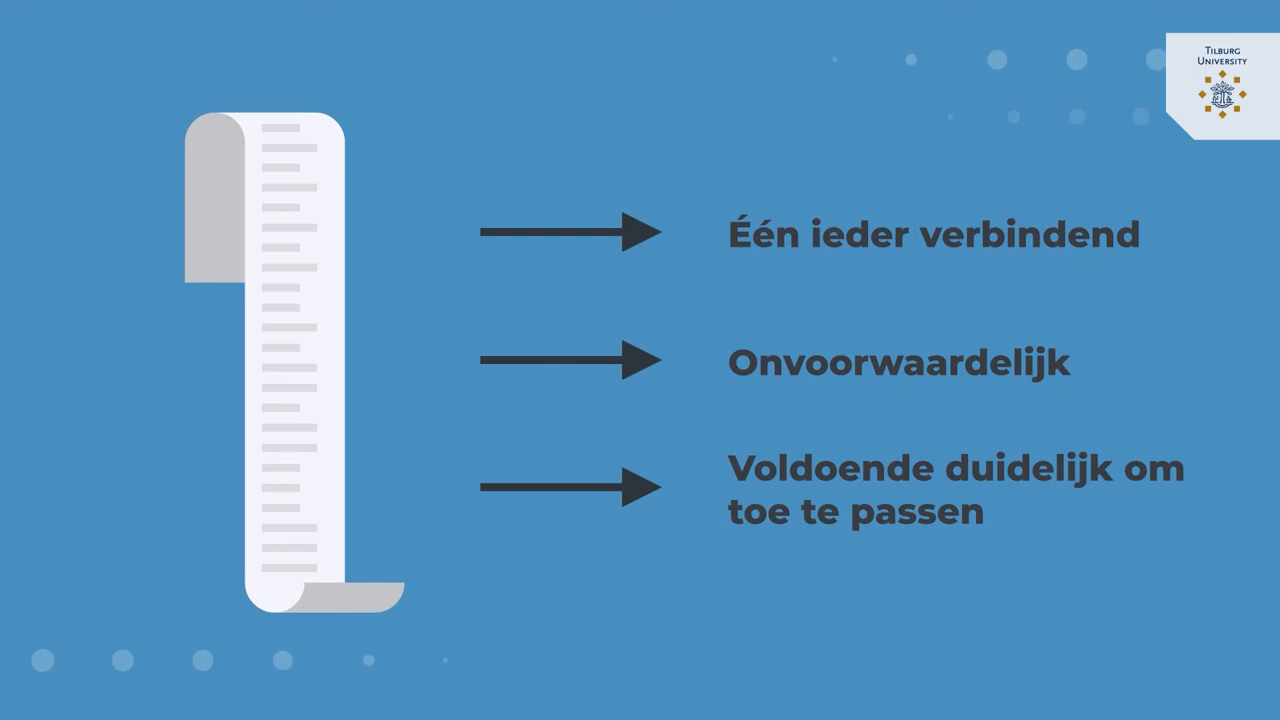 TILBURG
UNIVERSITY
Één ieder verbindend
Onvoorwaardelijk
Voldoende duidelijk om
toe te passen